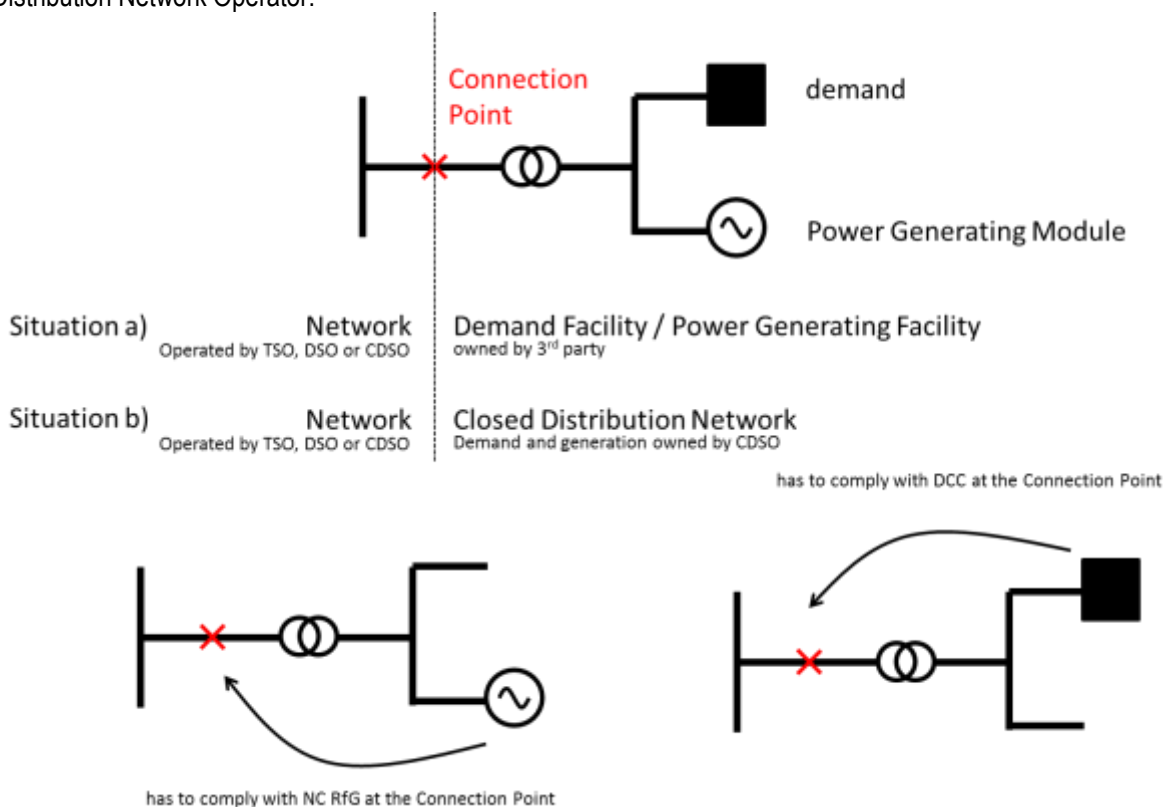 Distribution Network Operator.
Connection
Point
demand
Power Generating Module
Situation a)
Network
Demand Facility / Power Generating Facility
Operated by TSO, DSO or CDSO
owned by 3rd party
Situation b)
Network
Closed Distribution Network
Operated by TSO, DSO or CDSO
Demand and generation owned by CDSO
has to comply with DCC at the Connection Point
has to comply with NC RfG at the Connection Point